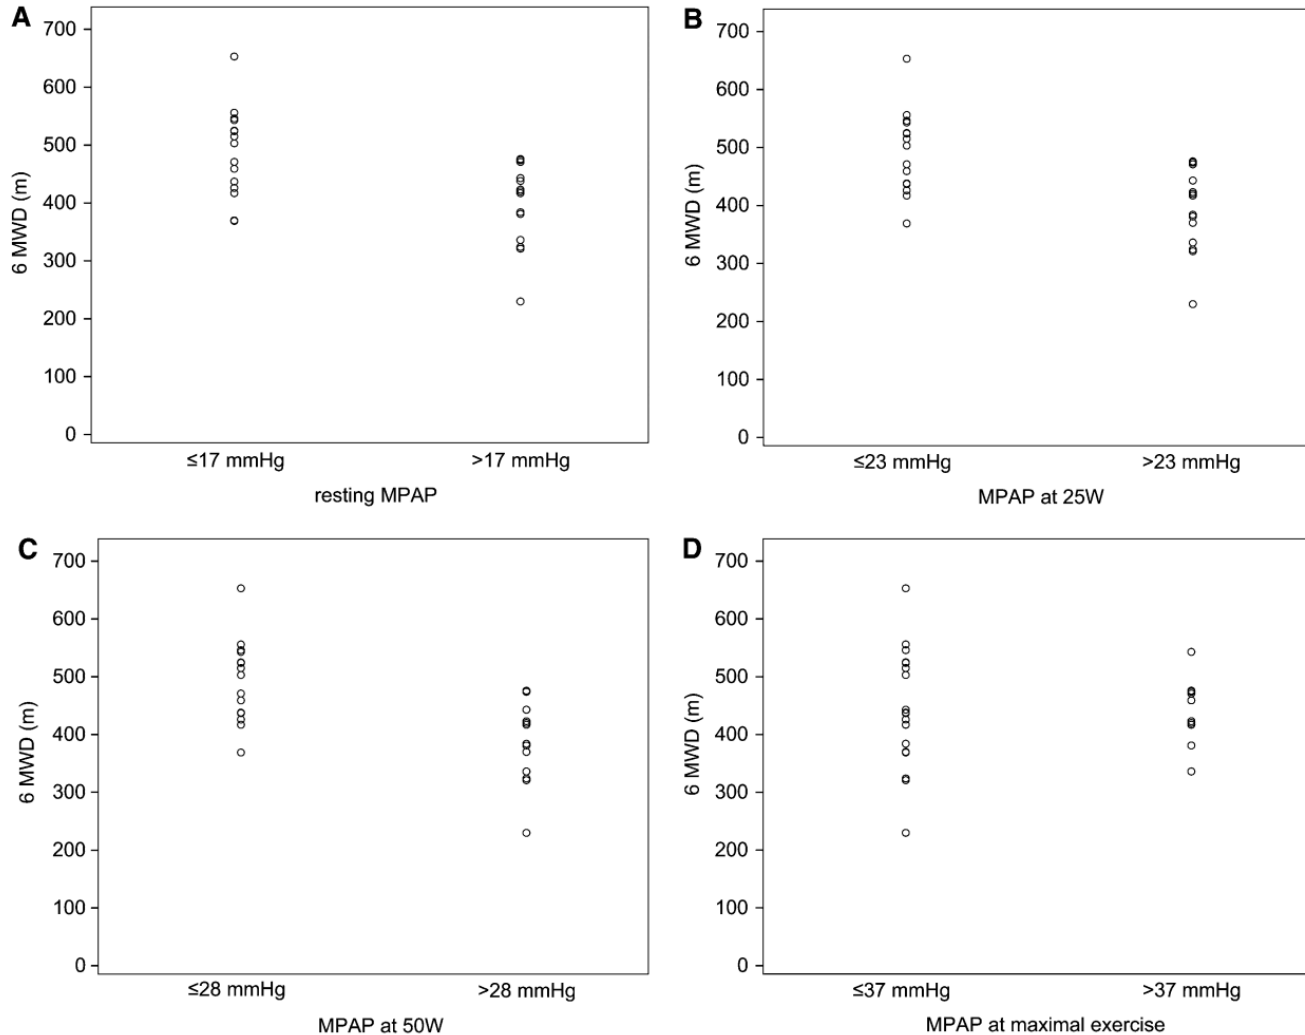 A
700
600
500
400
300
200
100
0
6 MWD (m)
≤17 mmHg >17 mmHg
resting MPAP
B
700
600
500
400
300
200
100
0
6 MWD (m)
≤23 mmHg >23 mmHg
MPAP at 25W
C
700
600
500
400
300
200
100
0
6 MWD (m)
≤28 mmHg >28 mmHg
MPAP at 50W
D
700
600
500
400
300
200
100
0
6 MWD (m)
≤37 mmHg >37 mmHg
MPAP at maximal exercise